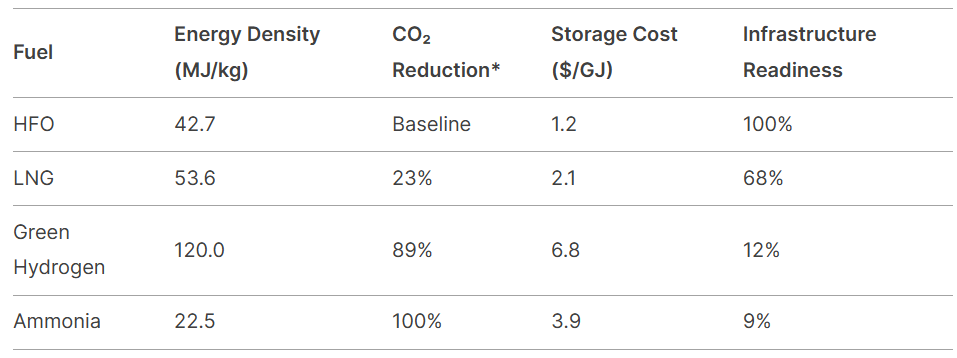 Fuel Energy Density (MJ/kg) CO₂ Reduction* Storage Cost ($/GJ) Infrastructure Readiness
HFO 42.7 Baseline 1.2 100%
LNG 53.6 23% 2.1 68%
Green Hydrogen 120.0 89% 6.8 12%
Ammonia 22.5 100% 3.9 9%